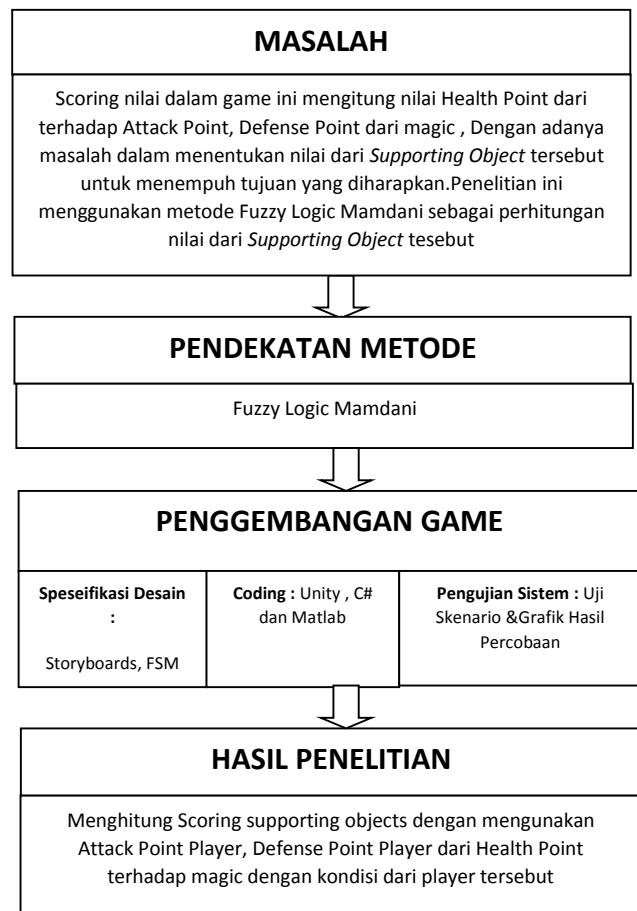 MASALAH
Scoring nilai dalam game ini mengitung nilai Health Point dari
terhadap Attack Point, Defense Point dari magic , Dengan adanya
masalah dalam menentukan nilai dari Supporting Object tersebut
untuk menempuh tujuan yang diharapkan.Penelitian ini
menggunakan metode Fuzzy Logic Mamdani sebagai perhitungan
nilai dari Supporting Object tesebut
PENDEKATAN METODE
Fuzzy Logic Mamdani
PENGGEMBANGAN GAME
Speseifikasi Desain
:
Storyboards, FSM
Coding : Unity , C#
dan Matlab
Pengujian Sistem : Uji
Skenario &Grafik Hasil
Percobaan
HASIL PENELITIAN
Menghitung Scoring supporting objects dengan mengunakan
Attack Point Player, Defense Point Player dari Health Point
terhadap magic dengan kondisi dari player tersebut